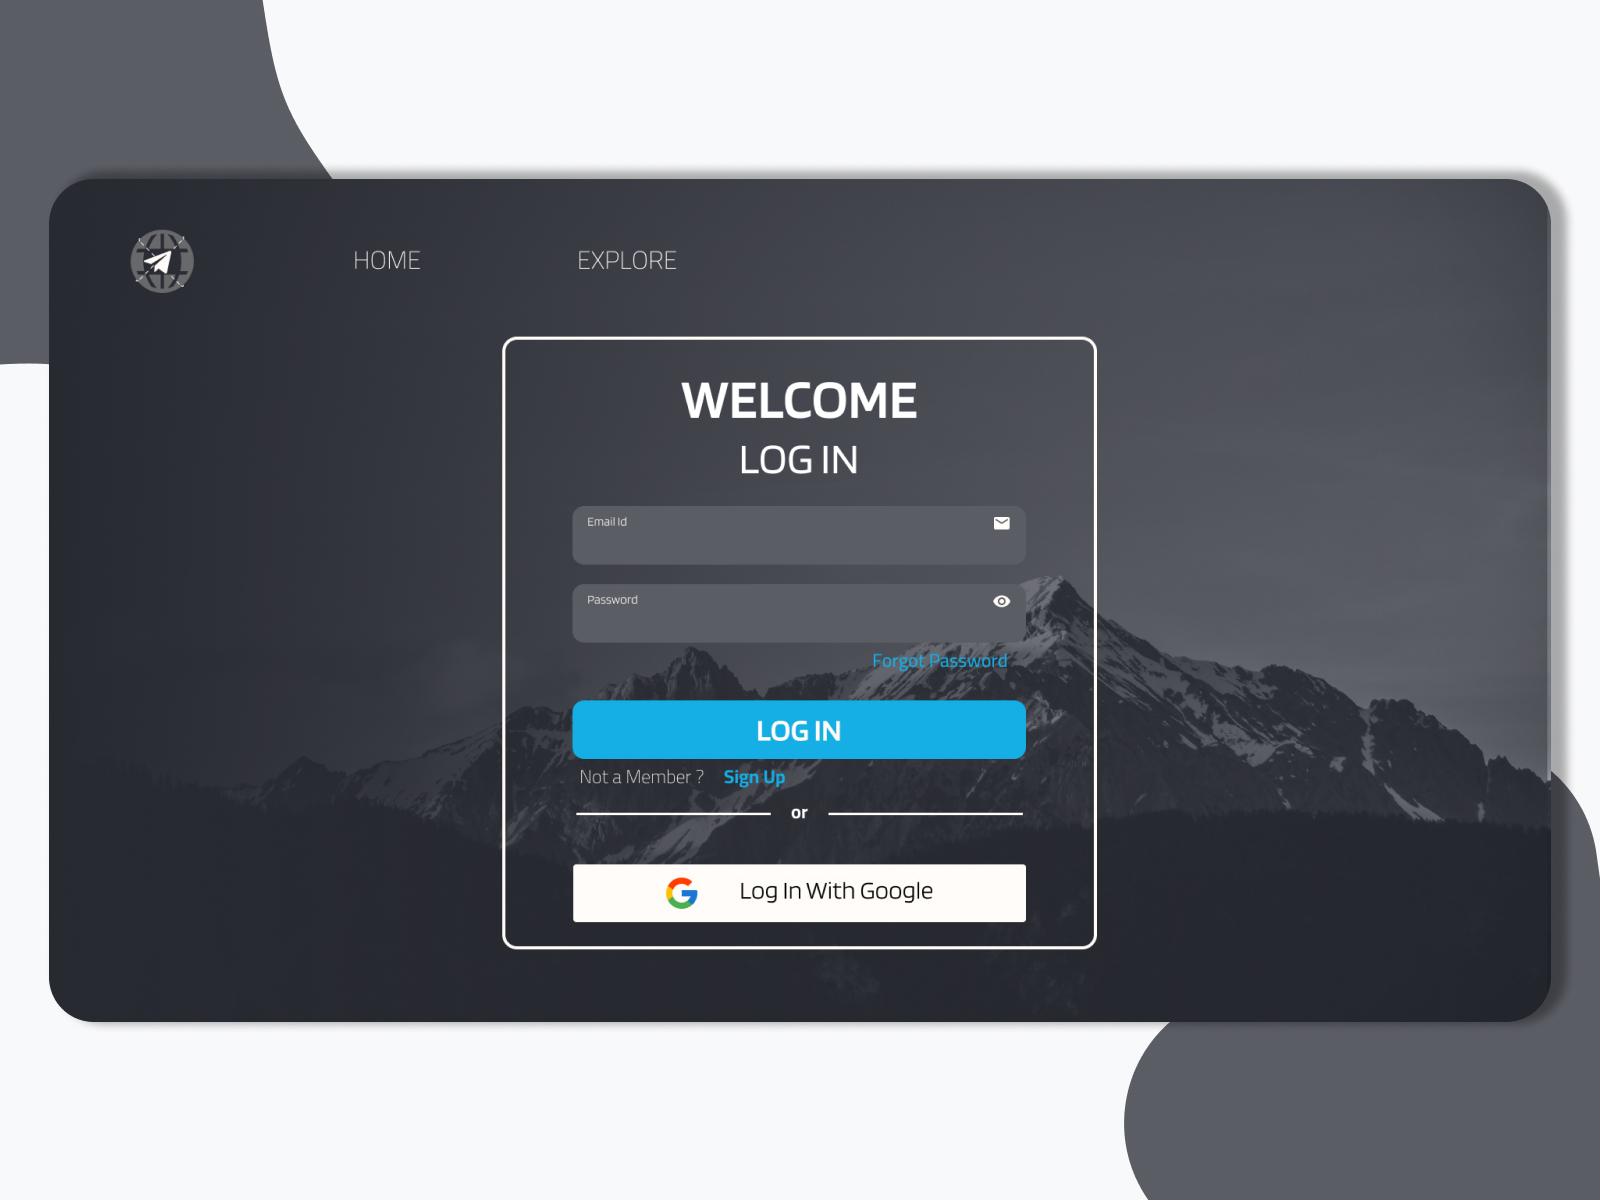 HOME EXPLORE
WELCOME
LOG IN
Email Id
Password
Forgot Password
LOG IN
Not a Member ? Sign Up
or
Log In With Google